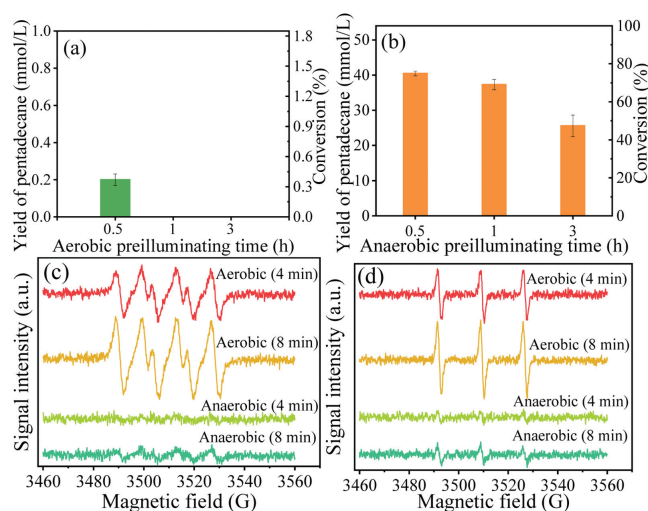 (a)
Yield of pentadecane (mmol/L)
1.0
0.8
0.6
0.4
0.2
0.0
1.8
1.5
1.2
0.9
0.6
0.3
0.0
Conversion (%)
0.5 1 3
Aerobic preilluminating time (h)
(b)
Yield of pentadecane (mmol/L)
50
40
30
20
10
0
100
80
60
40
20
0
Conversion (%)
0.5 1 3
Anaerobic preilluminating time (h)
(c)
Signal intensity (a.u.)
Aerobic (4 min)
Aerobic (8 min)
Anaerobic (4 min)
Anaerobic (8 min)
3460 3480 3500 3520 3540 3560
Magnetic field (G)
(d)
Signal intensity (a.u.)
Aerobic (4 min)
Aerobic (8 min)
Anaerobic (4 min)
Anaerobic (8 min)
3460 3480 3500 3520 3540 3560
Magnetic field (G)